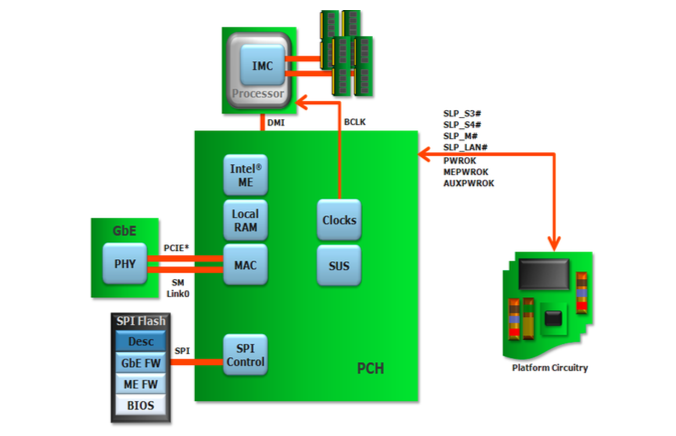 IMC
Processor
DMI
BCLK
SLP_S3#
SLP_S4#
SLP_M#
SLP_LAN#
PWROK
MEPWROK
AUXPWROK
Intel®
ME
Local
RAM
Clocks
GbE
PHY
PCIE*
SM
Link0
MAC
SUS
SPI Flash
Desc
GbE FW
ME FW
BIOS
SPI
SPI
Control
PCH
Platform Circuitry